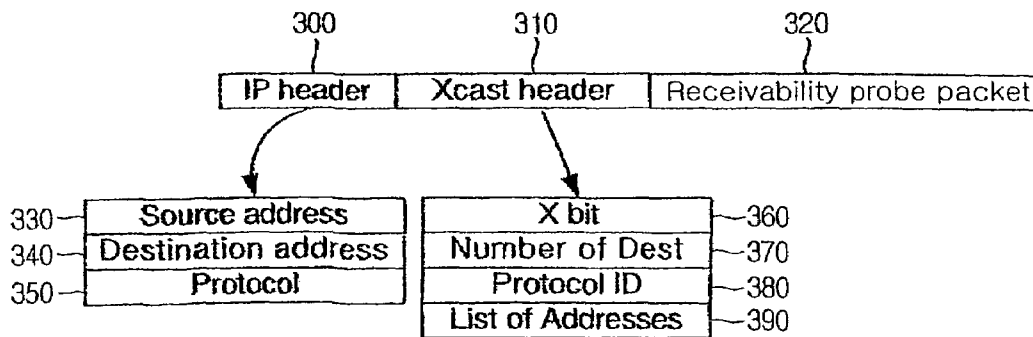 300 310 320
IP header Xcast header Receivability probe packet
330 Source address X bit 360
340 Destination address Number of Dest 370
350 Protocol Protocol ID 380
List of Addresses 390